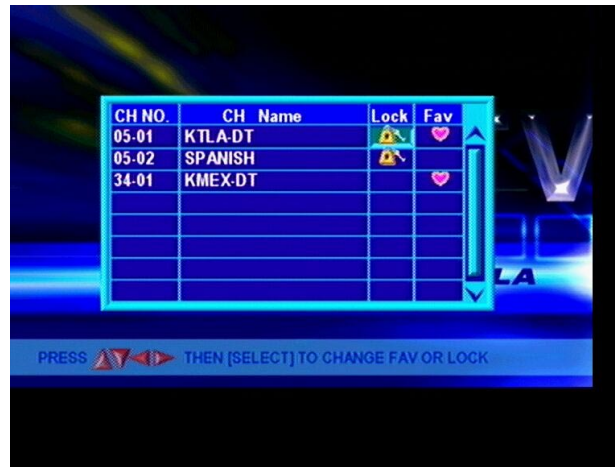 CH NO. CH Name Lock Fav
05-01 KTLA-DT
05-02 SPANISH
34-01 KMEX-DT
LA
PRESS THEN [SELECT] TO CHANGE FAV OR LOCK